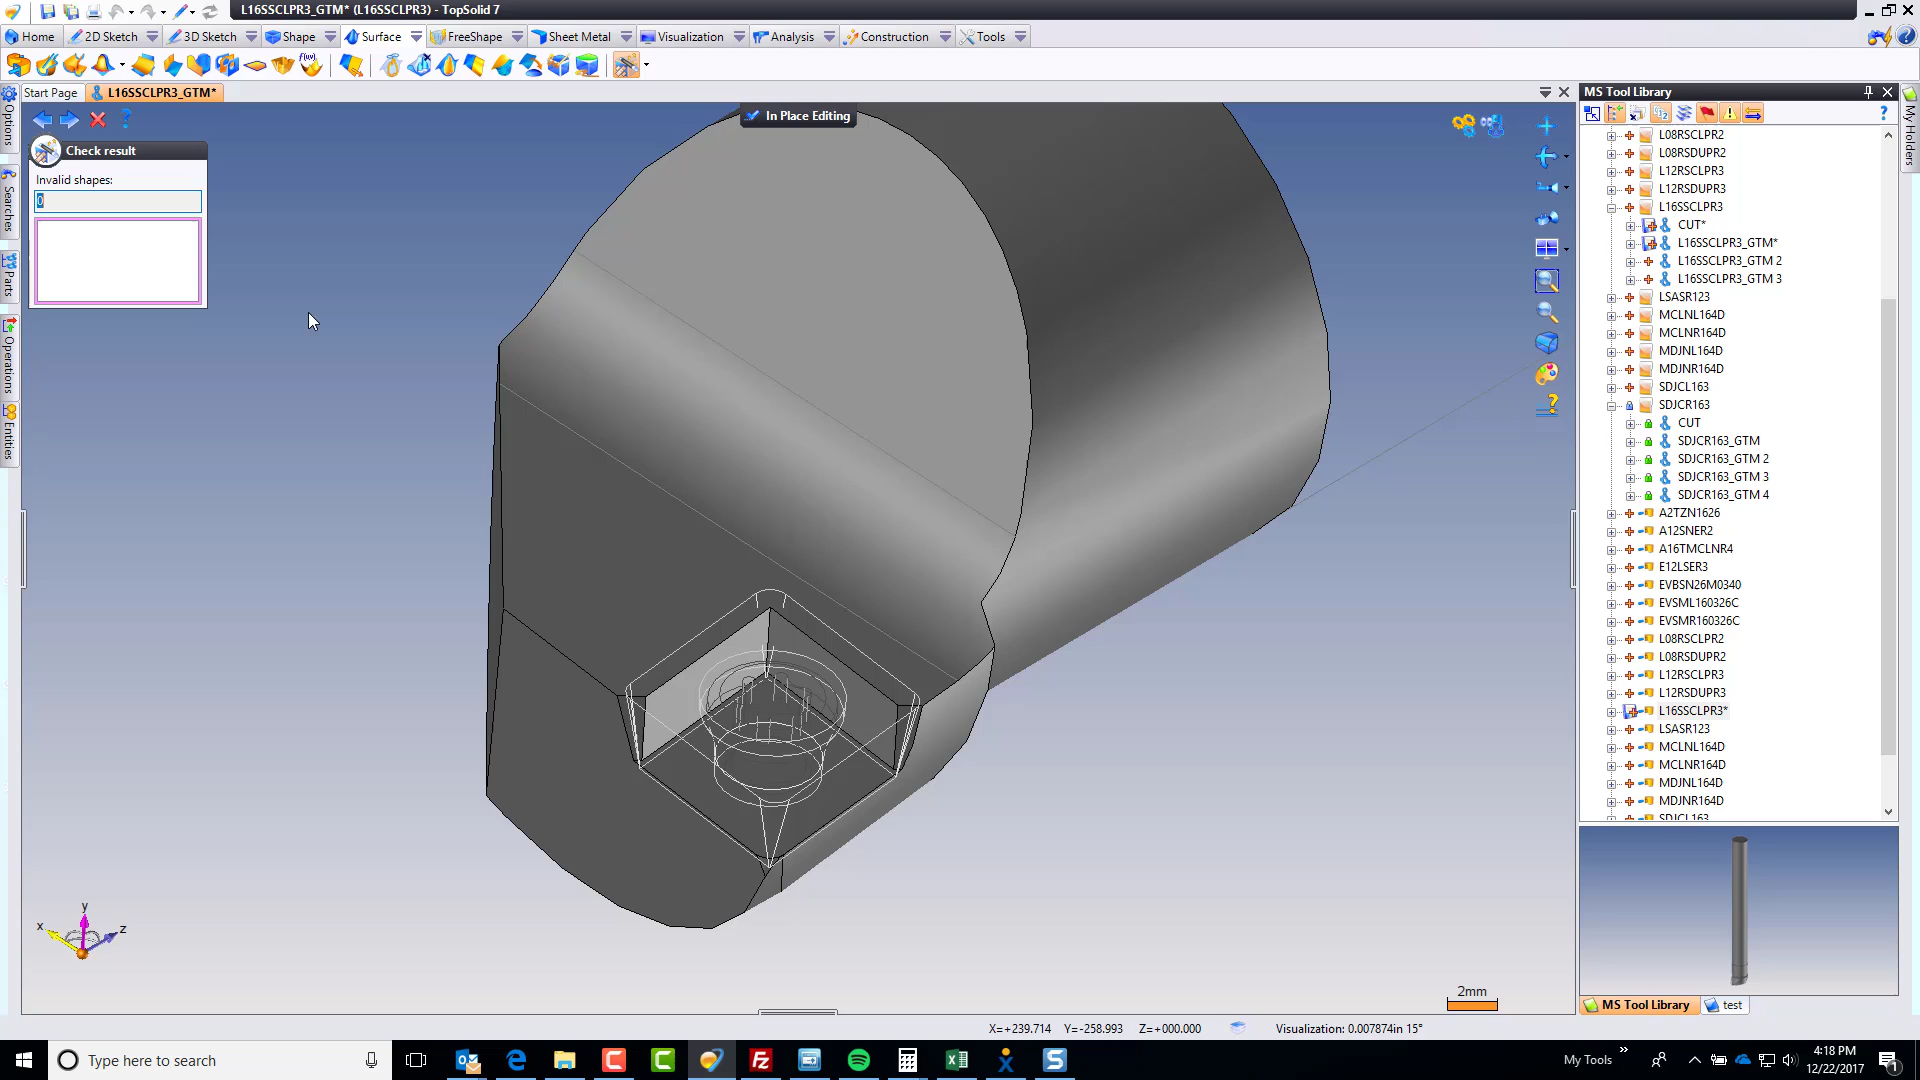 L16SSCLPR3_GTM* (L16SSCLPR3) - TopSolid 7
Home
2D Sketch
3D Sketch
Shape
Surface
FreeShape
Sheet Metal
Visualization
Analysis
Construction
Tools
Start Page
L16SSCLPR3_GTM*
In Place Editing
Options
Searches
Parts
Operations
Entities
Check result
Invalid shapes:
0
MS Tool Library
My Holders
L08RSCLPR2
L08RSDUPR2
L12RSCLPR3
L12RSDUPR3
L16SSCLPR3
CUT*
L16SSCLPR3_GTM*
L16SSCLPR3_GTM 2
L16SSCLPR3_GTM 3
LSASR123
MCLNL164D
MCLNR164D
MDJNL164D
MDJNR164D
SDJCL163
SDJCR163
CUT
SDJCR163_GTM
SDJCR163_GTM 2
SDJCR163_GTM 3
SDJCR163_GTM 4
A2TZN1626
A12SNER2
A16TMCLNR4
E12LSER3
EVBSN26M0340
EVSML160326C
EVSMR160326C
L08RSCLPR2
L08RSDUPR2
L12RSCLPR3
L12RSDUPR3
L16SSCLPR3*
LSASR123
MCLNL164D
MCLNR164D
MDJNL164D
MDJNR164D
SDJCL163
MS Tool Library
test
x
y
z
2mm
X=+239.714 Y=-258.993 Z=+000.000
Visualization: 0.007874in 15°
Type here to search
My Tools
4:18 PM
12/22/2017
1